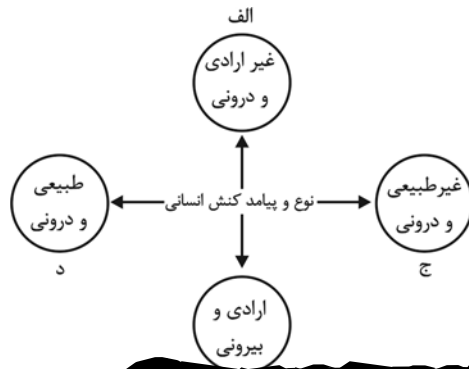 الف
غیر ارادی
و درونی
غیرطبیعی
و درونی
ج
نوع و پیامد کنش انسانی
طبیعی
و درونی
د
ارادی و
بیرونی